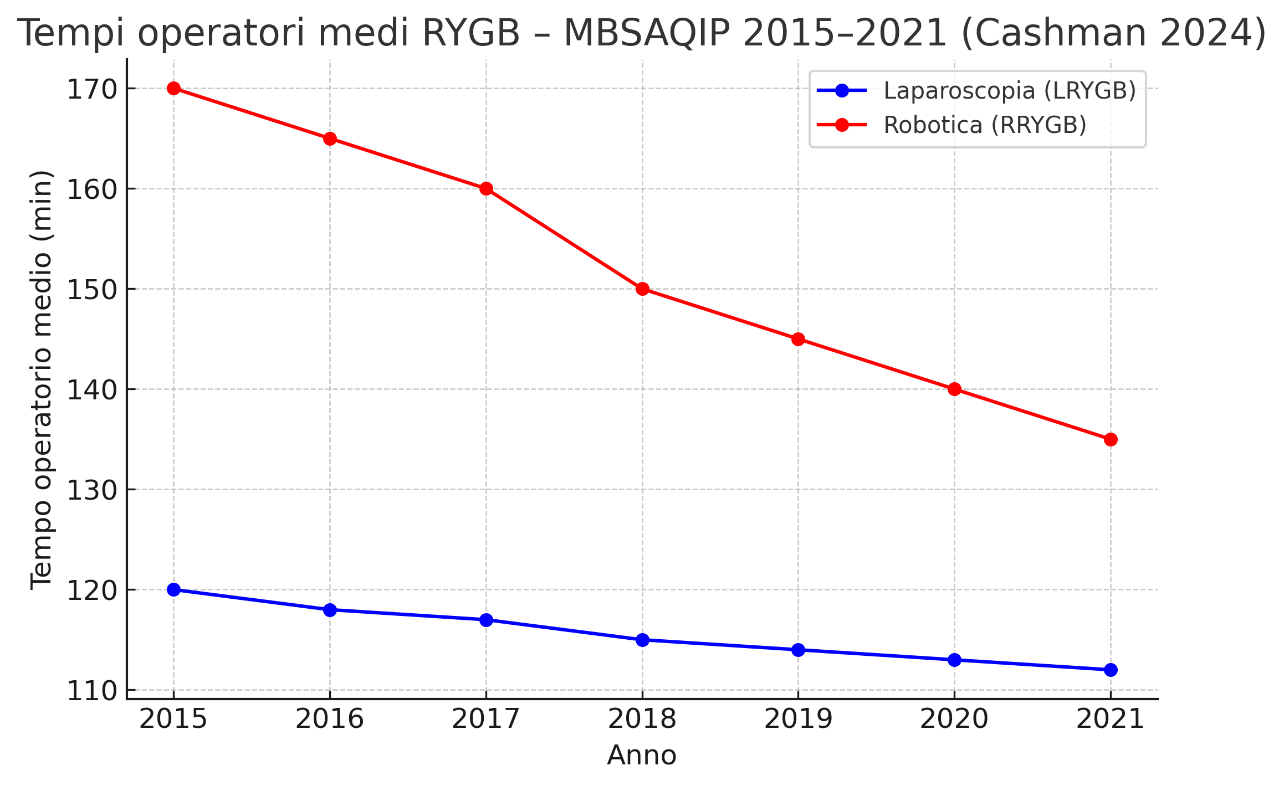 Tempi operatori medi RYGB – MBSAQIP 2015–2021 (Cashman 2024)
Laparoscopia (LRYGB)
Robotica (RRYGB)
Tempo operatorio medio (min)
170
160
150
140
130
120
110
2015 2016 2017 2018 2019 2020 2021
Anno